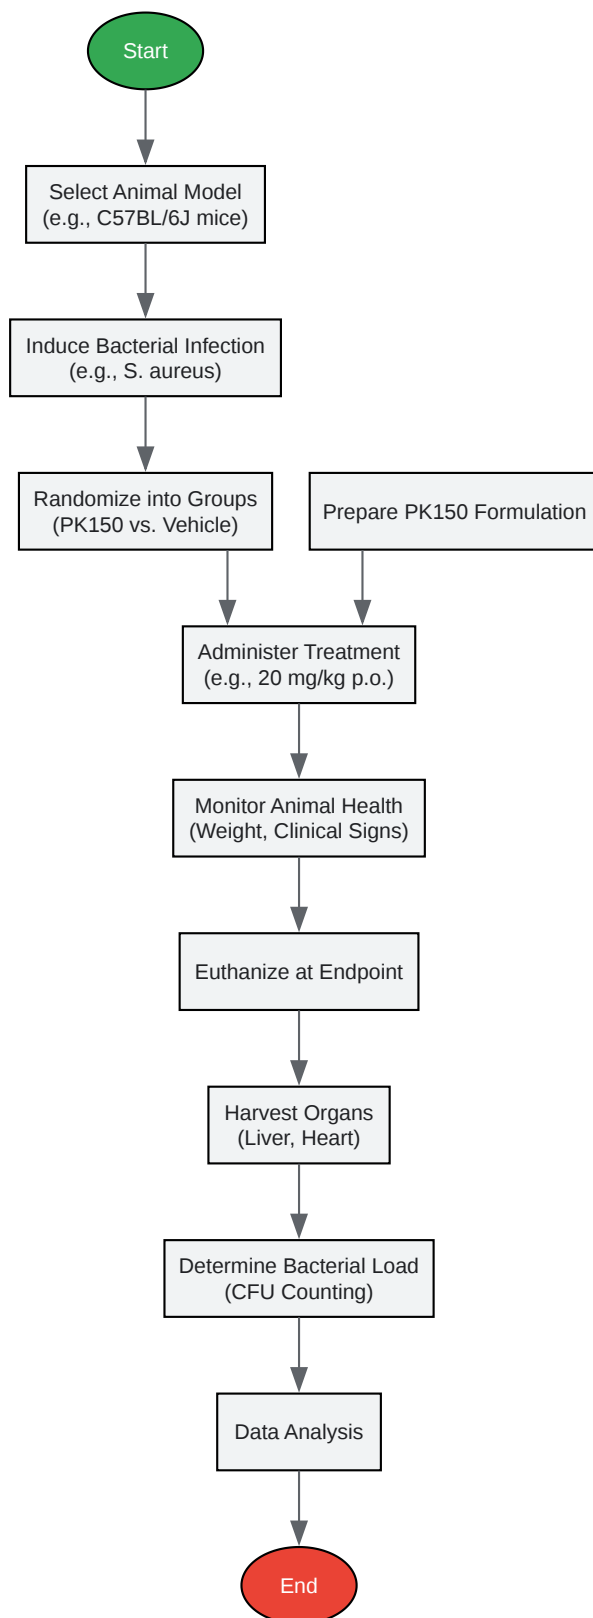 Start
Select Animal Model
(e.g., C57BL/6J mice)
Induce Bacterial Infection
(e.g., S. aureus)
Randomize into Groups
(PK150 vs. Vehicle)
Prepare PK150 Formulation
Administer Treatment
(e.g., 20 mg/kg p.o.)
Monitor Animal Health
(Weight, Clinical Signs)
Euthanize at Endpoint
Harvest Organs
(Liver, Heart)
Determine Bacterial Load
(CFU Counting)
Data Analysis
End